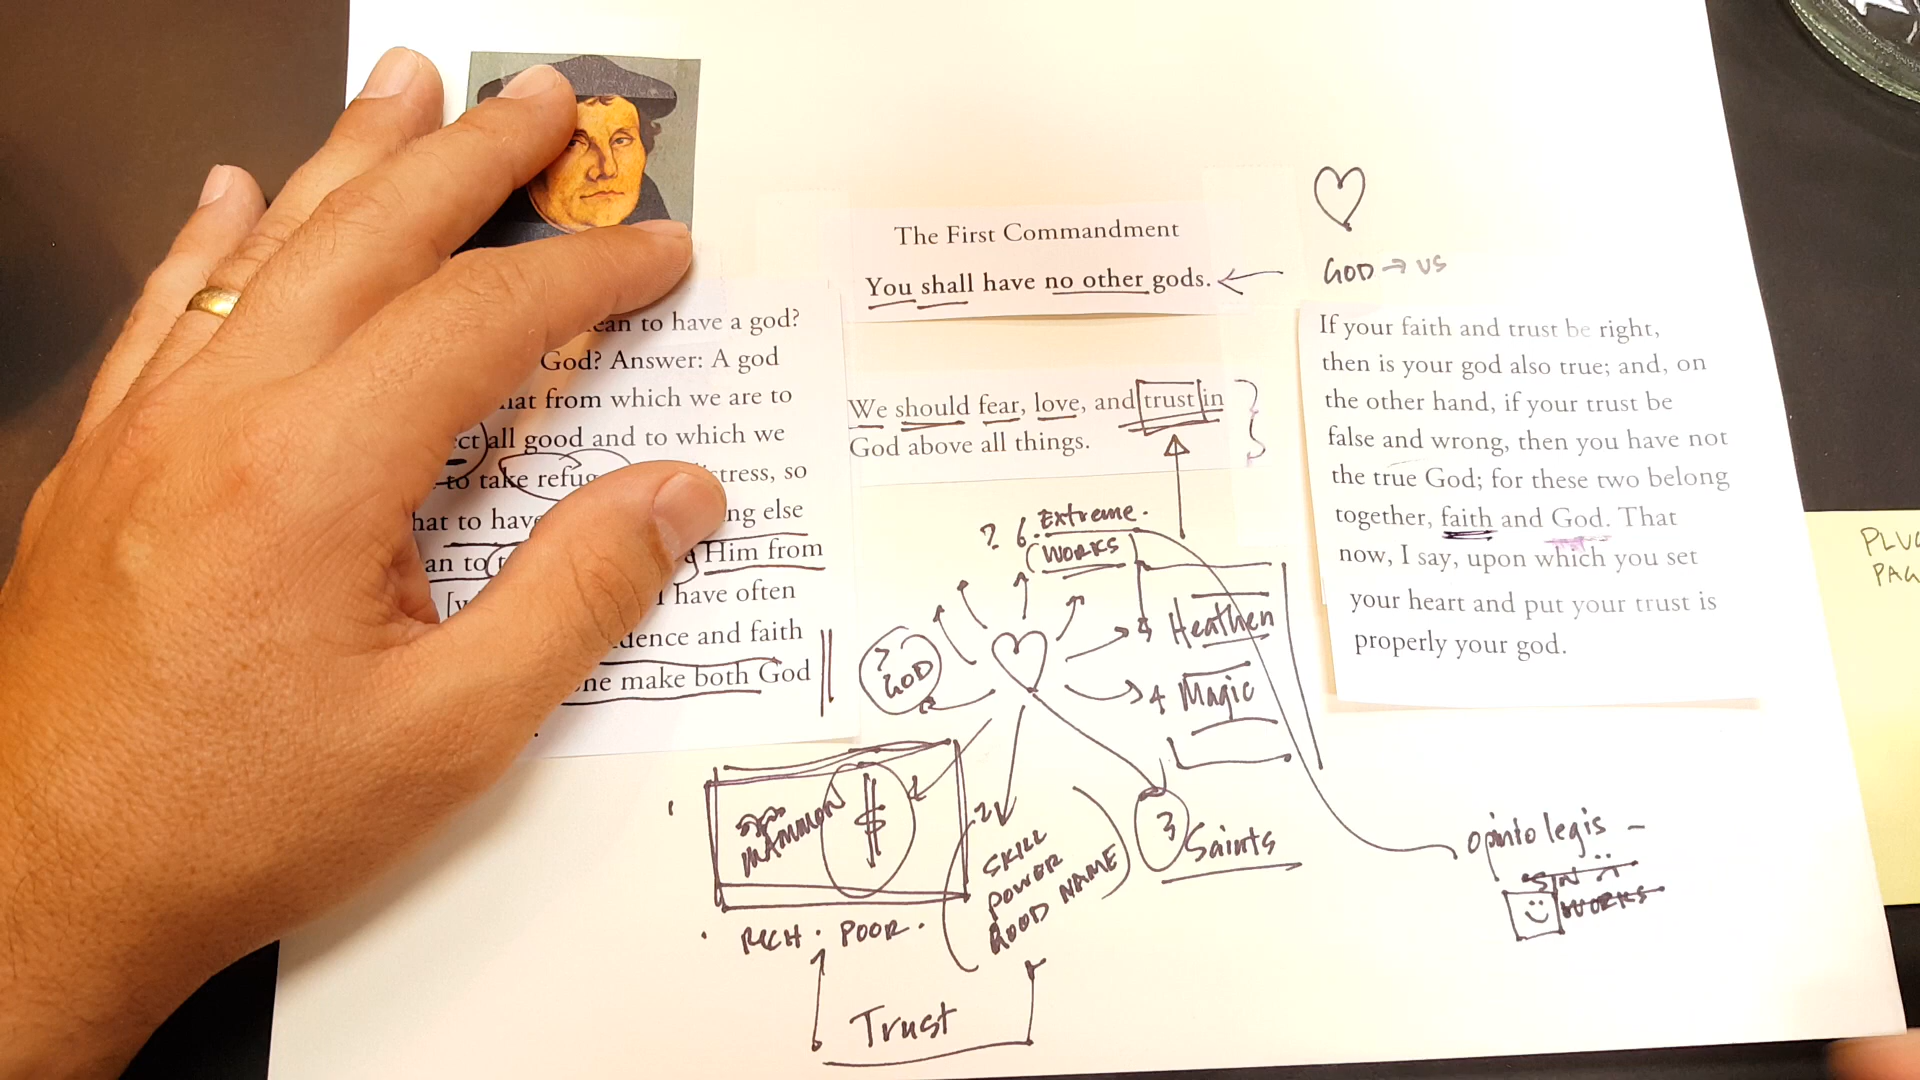 The First Commandment
You shall have no other gods.
GOD → US
ean to have a god?
God? Answer: A god
hat from which we are to
ect all good and to which we
to take refug tress, so
hat to have ng else
an to Him from
I have often
dence and faith
ne make both God
We should fear, love, and trust in
God above all things.
If your faith and trust be right,
then is your god also true; and, on
the other hand, if your trust be
false and wrong, then you have not
the true God; for these two belong
together, faith and God. That
now, I say, upon which you set
your heart and put your trust is
properly your god.
PLUG
PAG
? 6. Extreme.
WORKS
5 Heathen
4 Magic
3 Saints
? GOD
MAMMON $
RICH · POOR ·
2
SKILL
POWER
GOOD NAME
Trust
opinio legis -
SIN
WORKS